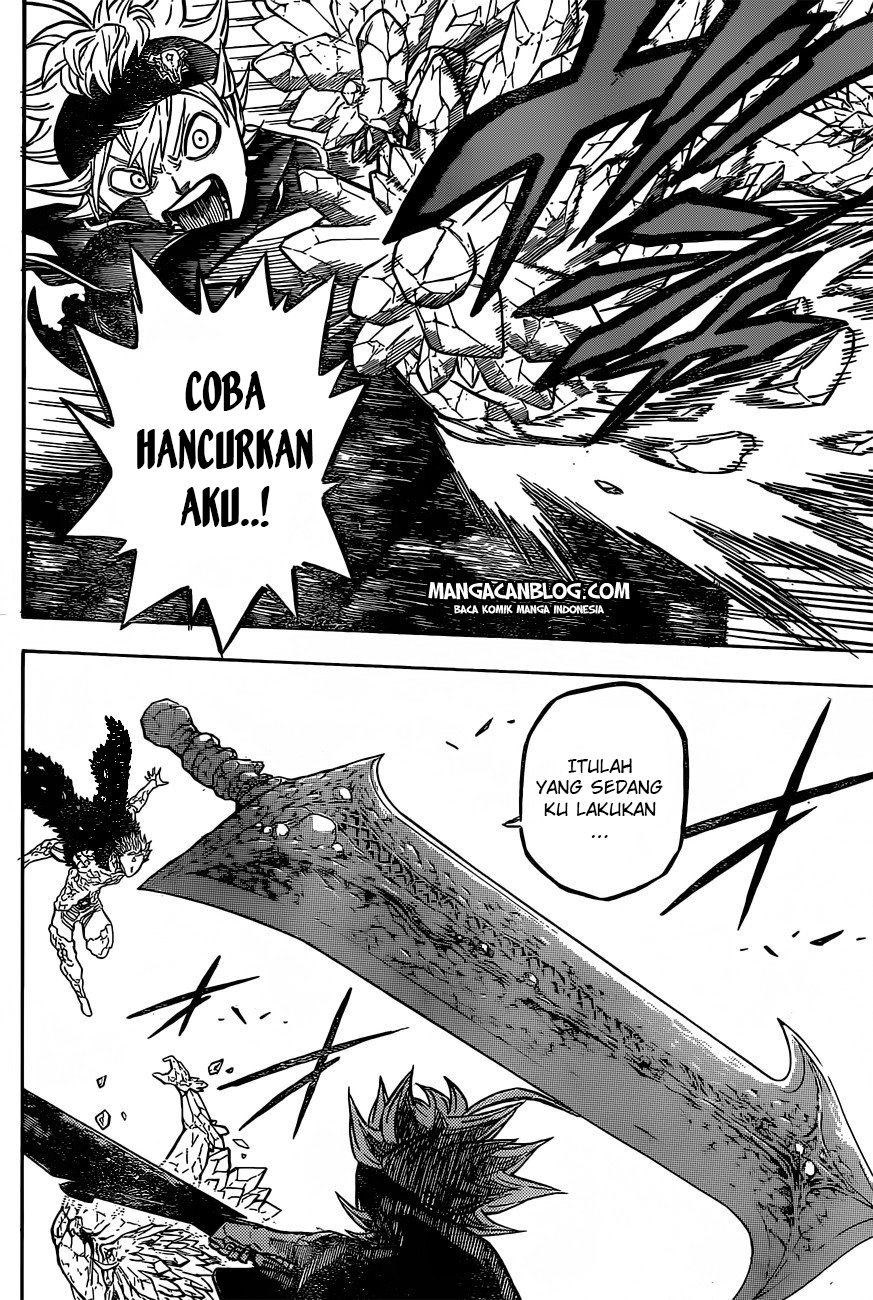 COBA
HANCURKAN
AKU..!
MANGACANBLOG.COM
BACA KOMIK MANGA INDONESIA
ITULAH
YANG SEDANG
KU LAKUKAN
...